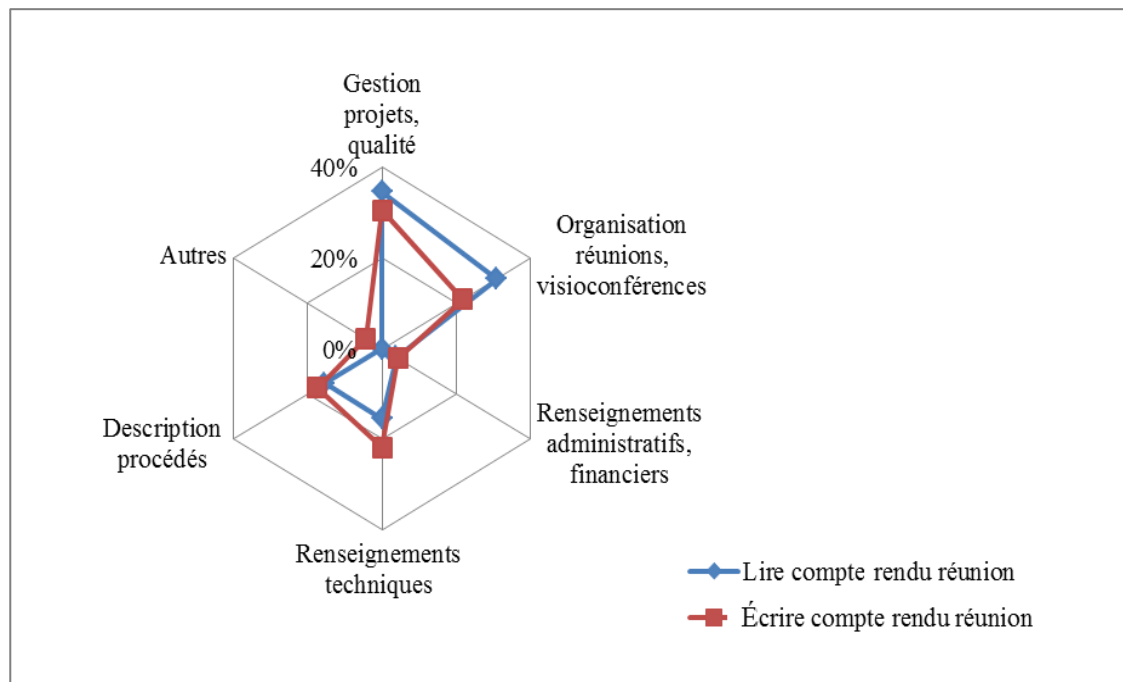 Gestion
projets,
qualité
40%
Organisation
réunions,
visioconférences
Autres
20%
0%
Renseignements
administratifs,
financiers
Description
procédés
Renseignements
techniques
Lire compte rendu réunion
Écrire compte rendu réunion